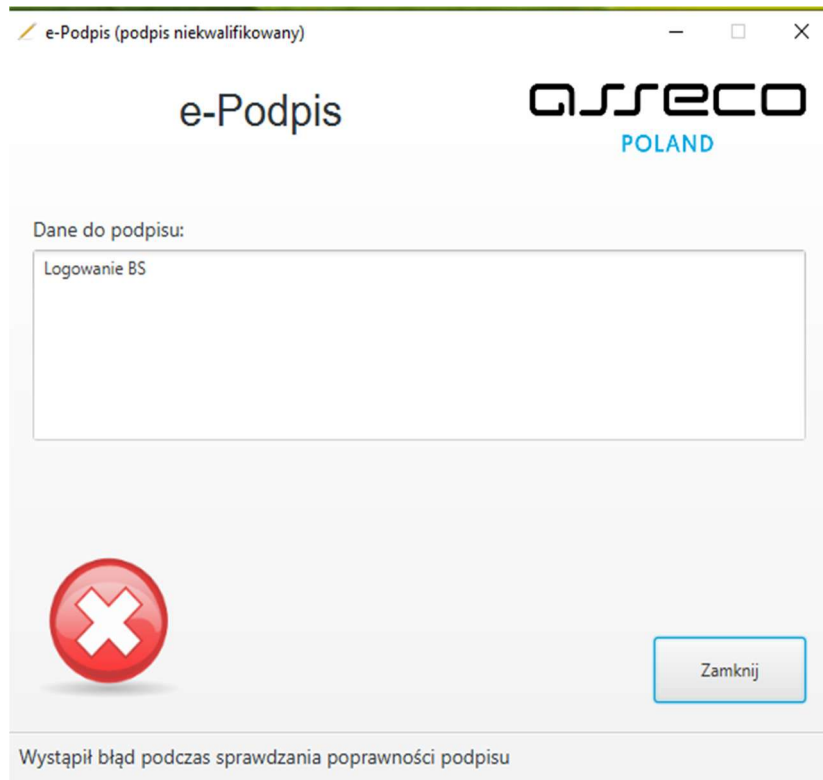 e-Podpis (podpis niekwalifikowany)
e-Podpis
asseco
POLAND
Dane do podpisu:
Logowanie BS
Zamknij
Wystąpił błąd podczas sprawdzania poprawności podpisu